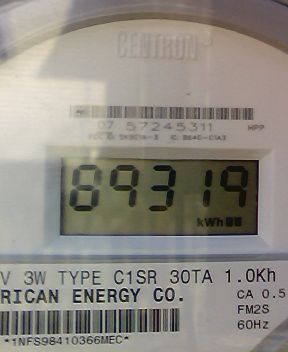 CENTRON
07 57245311 HPP
89319
kWh
V 3W TYPE C1SR 30TA 1.0Kh
RICAN ENERGY CO. CA 0.5
FM2S
60Hz
*1NFS98410366MEC*